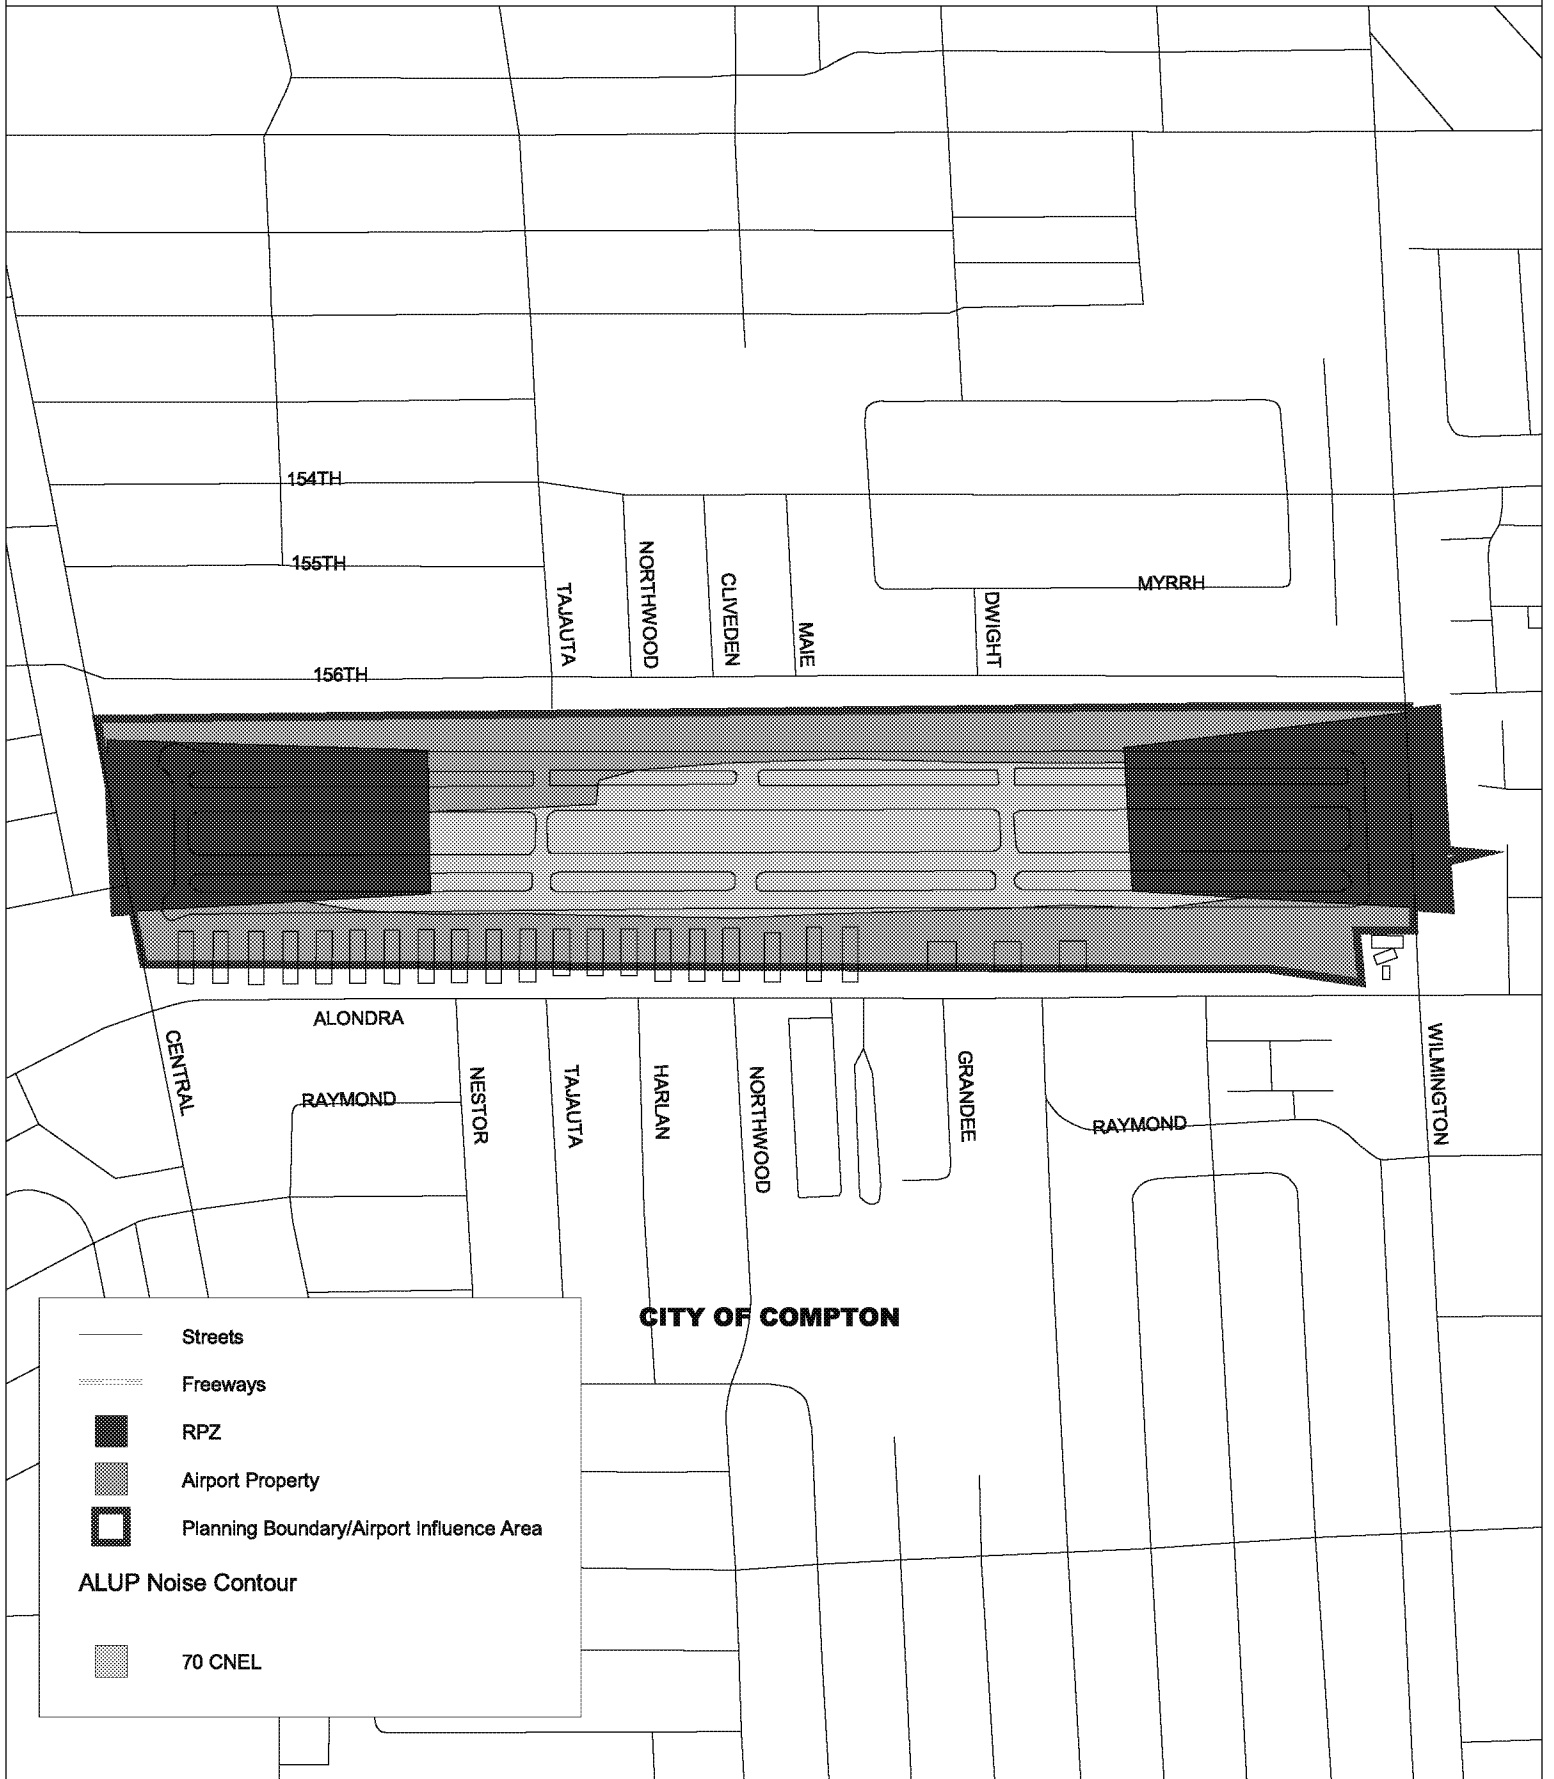 154TH
155TH
NORTHWOOD
CLIVEDEN
TAJAUTA
MYRRH
DWIGHT
MAIE
156TH
ALONDRA
CENTRAL
WILMINGTON
GRANDEE
NESTOR
TAJAUTA
HARLAN
NORTHWOOD
RAYMOND
RAYMOND
CITY OF COMPTON
Streets
Freeways
RPZ
Airport Property
Planning Boundary/Airport Influence Area
ALUP Noise Contour
70 CNEL